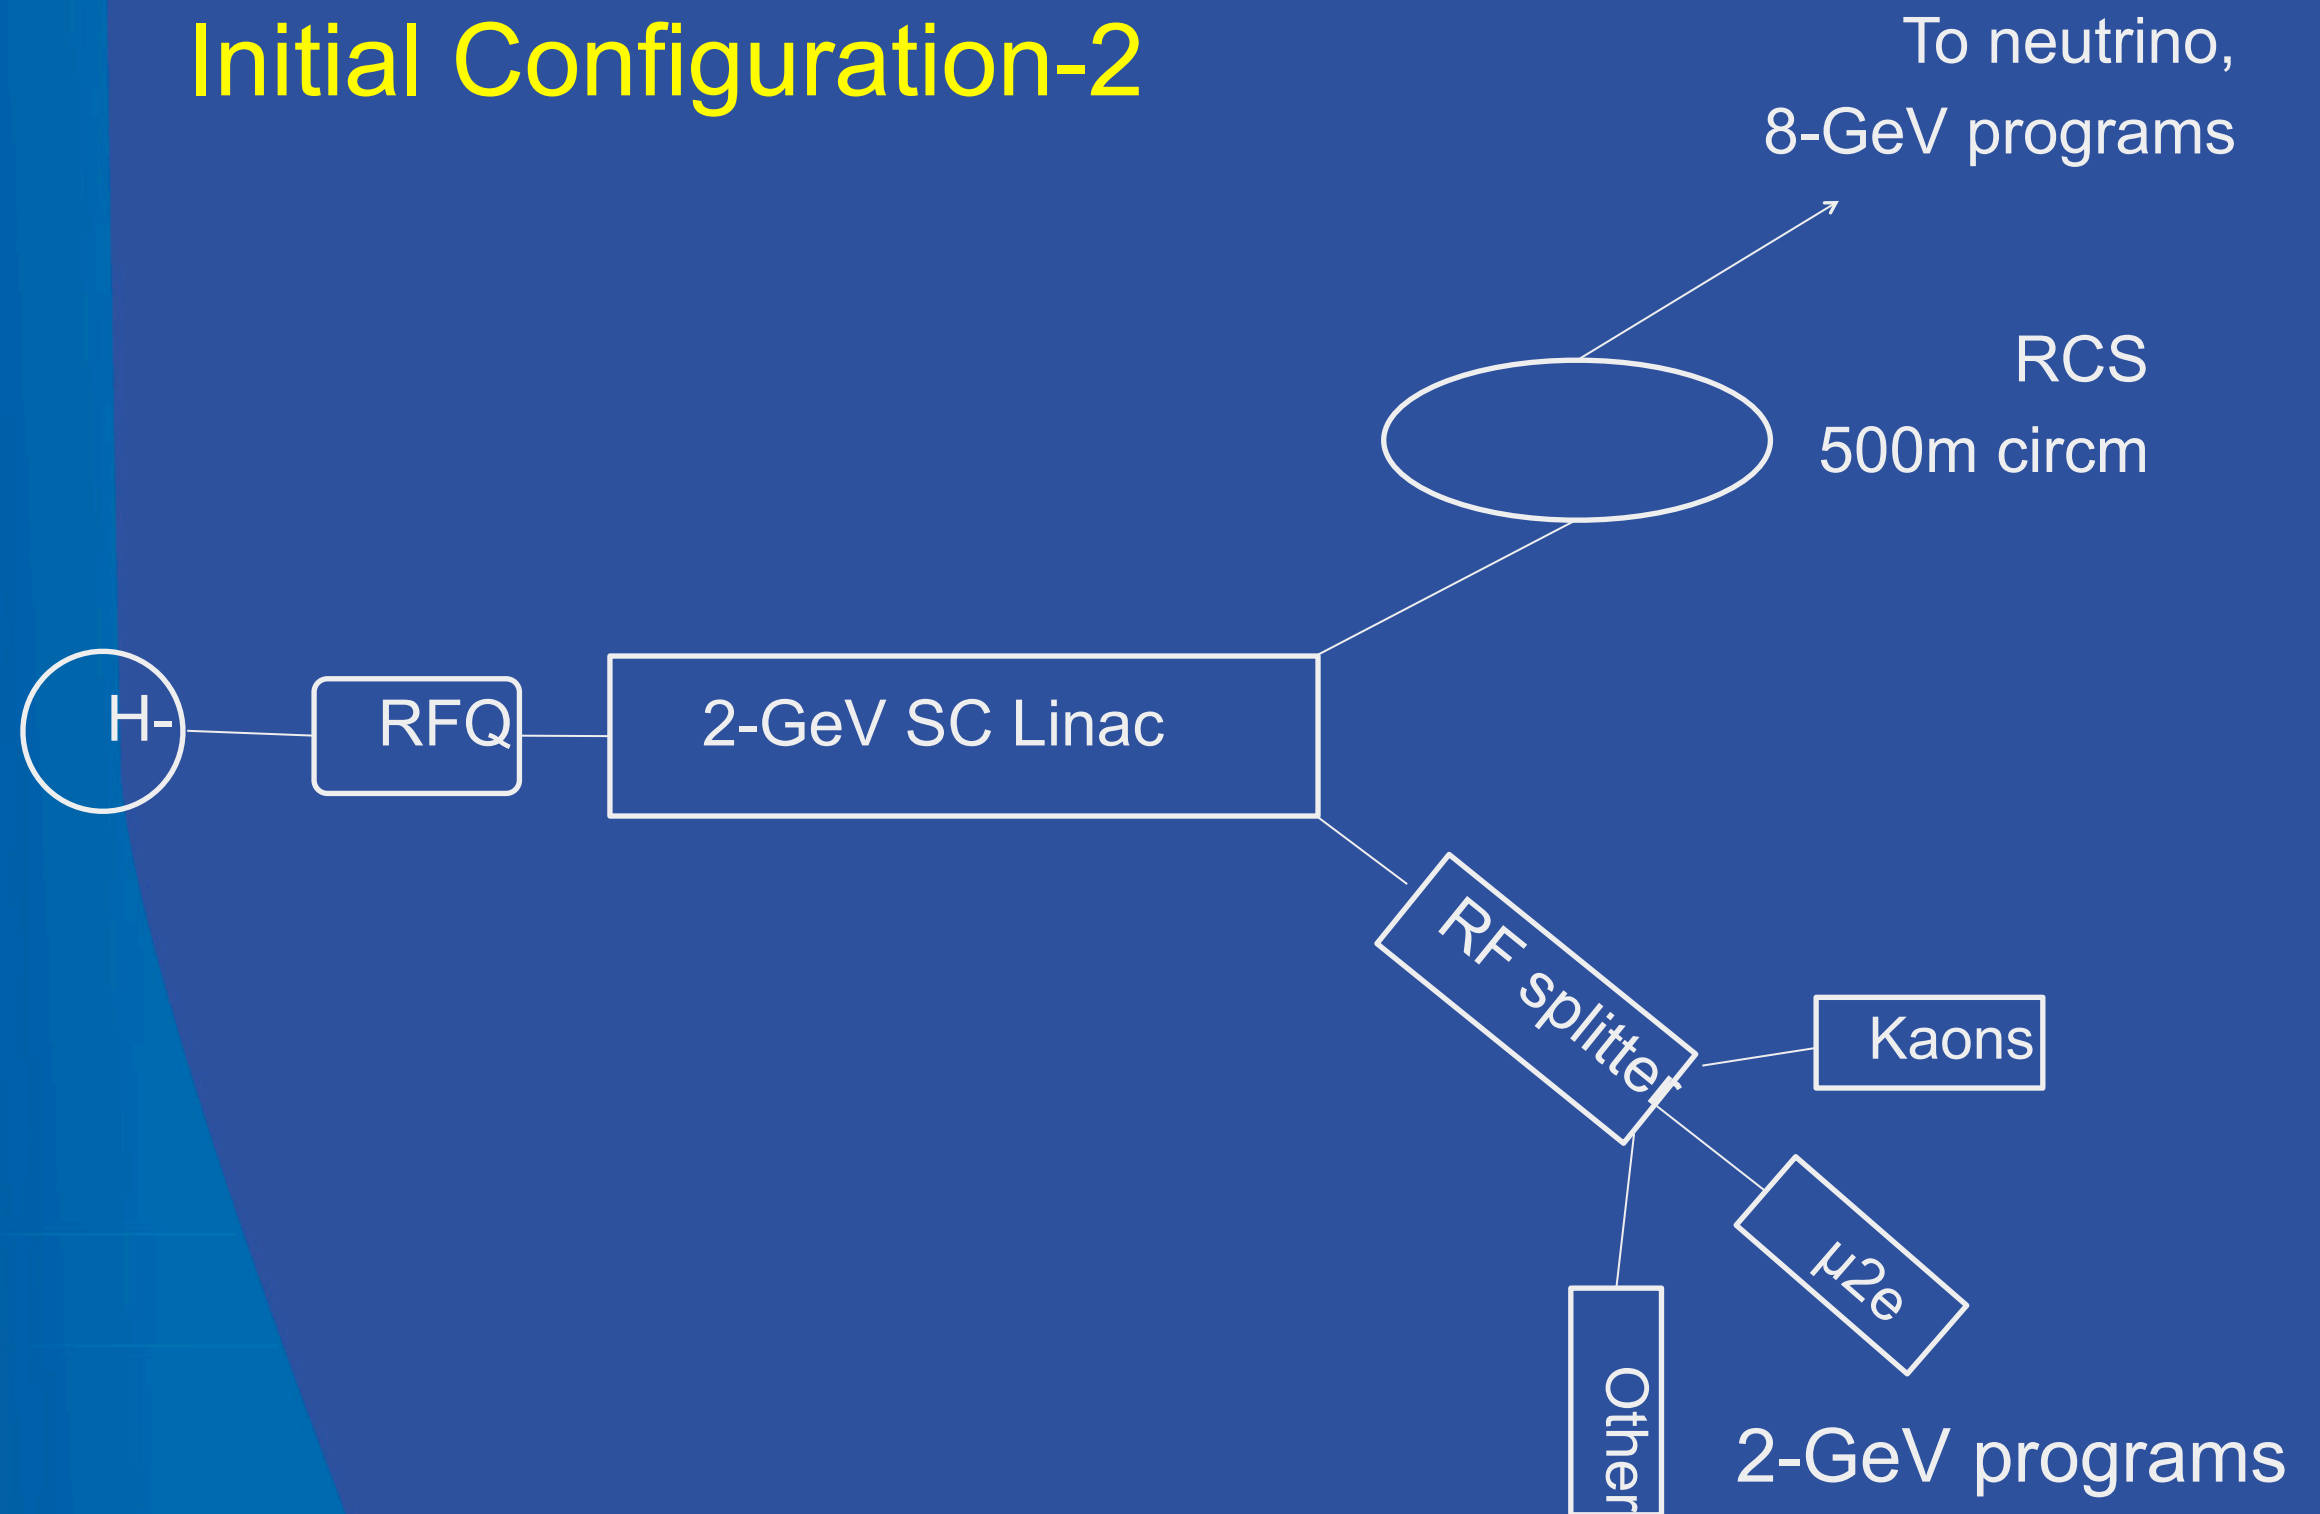 Initial Configuration-2
To neutrino,
8-GeV programs
RCS
500m circm
H-
RFQ
2-GeV SC Linac
RF splitter
Kaons
µ2e
Other
2-GeV programs